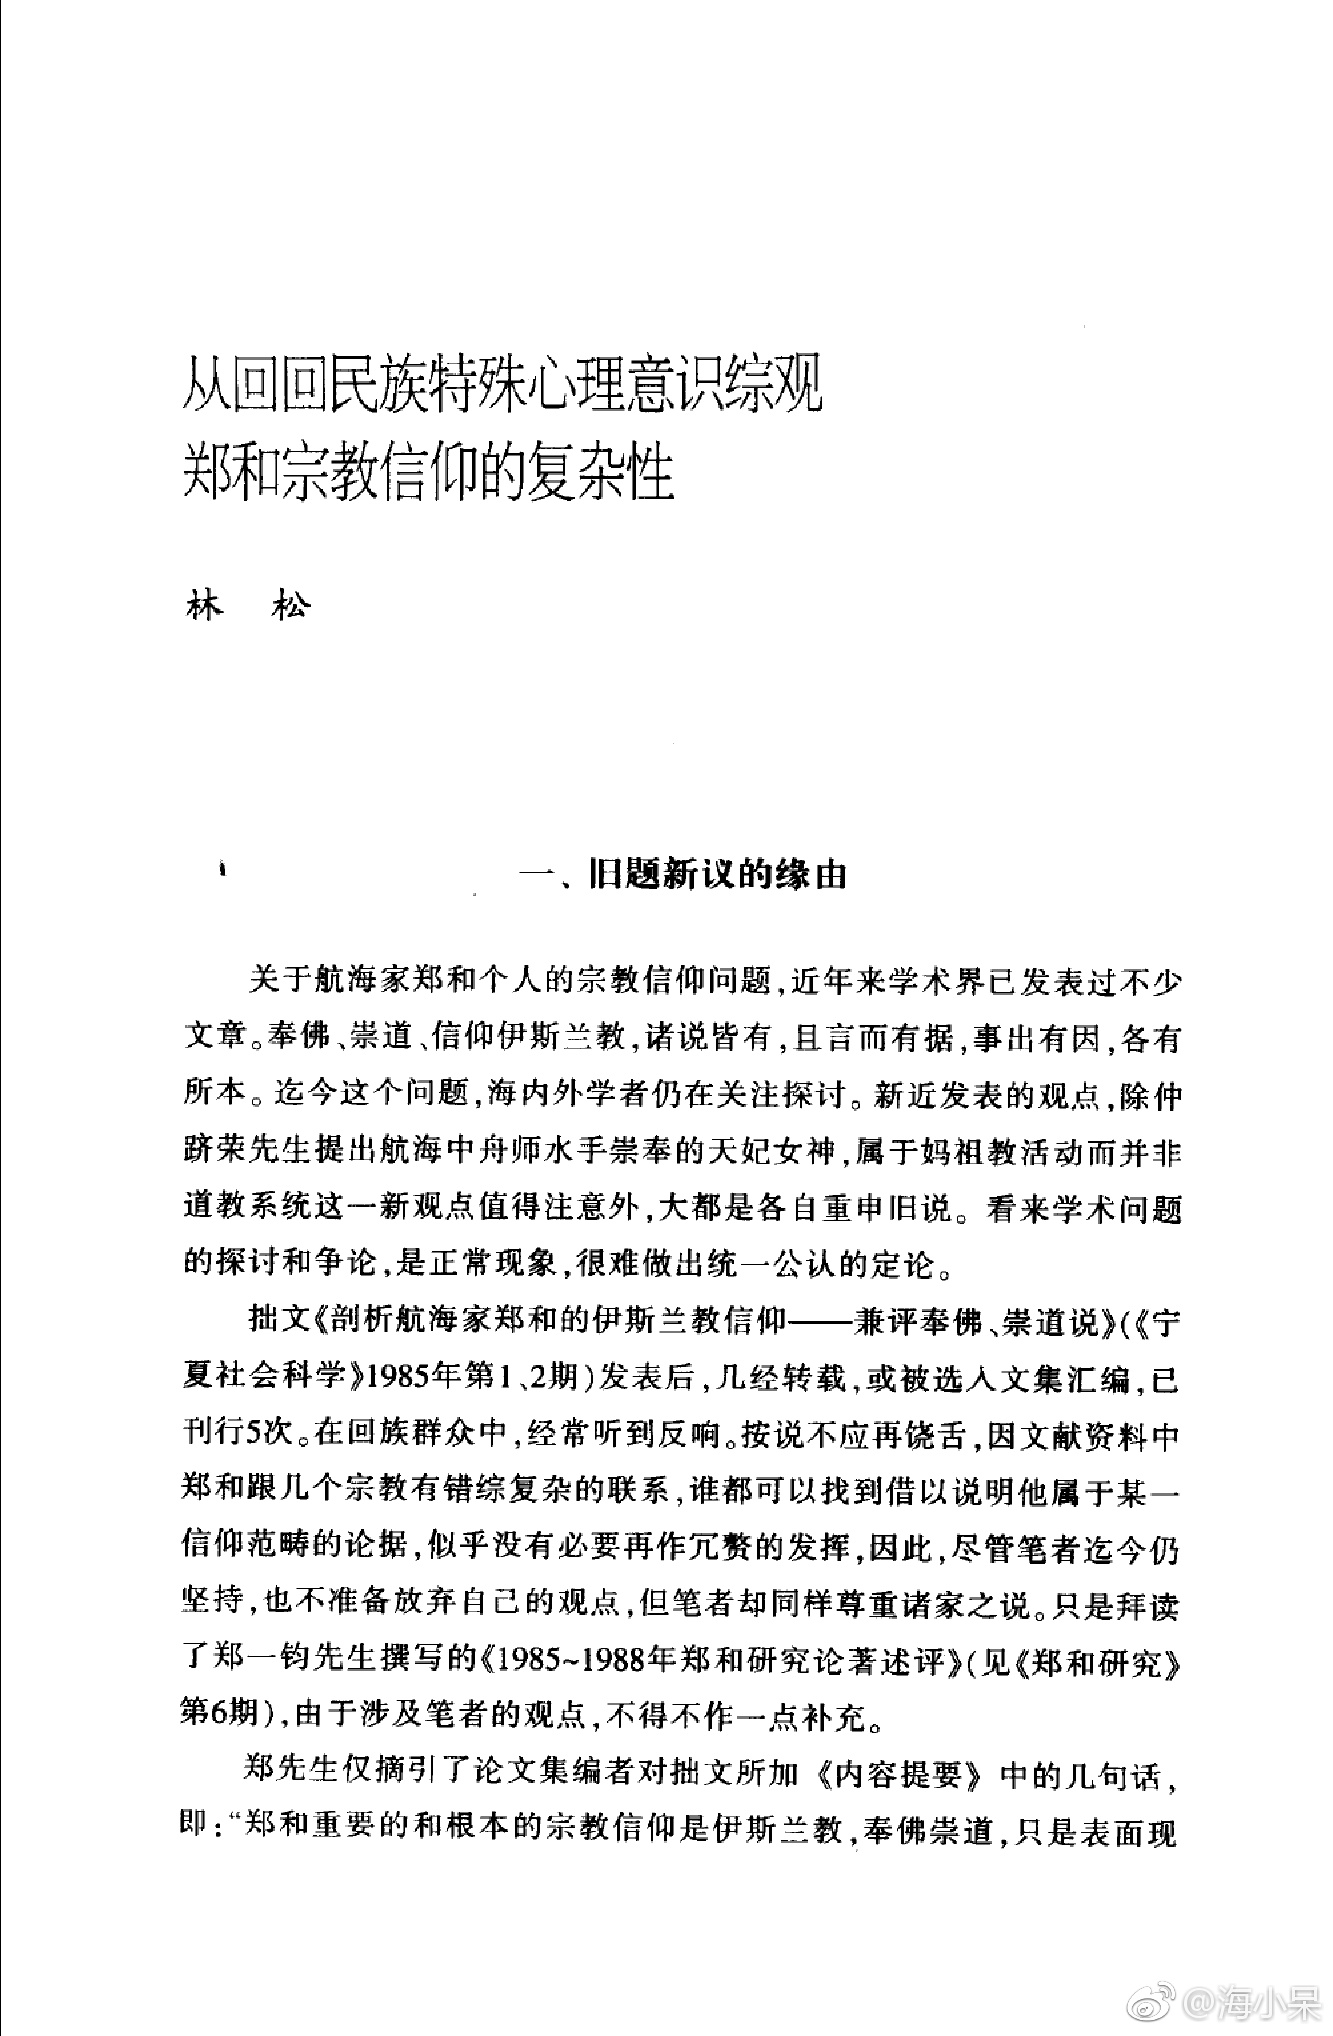 从回回民族特殊心理意识综观
郑和宗教信仰的复杂性
林 松
一、旧题新议的缘由
关于航海家郑和个人的宗教信仰问题,近年来学术界已发表过不少
文章。奉佛、崇道、信仰伊斯兰教,诸说皆有,且言而有据,事出有因,各有
所本。迄今这个问题,海内外学者仍在关注探讨。新近发表的观点,除仲
跻荣先生提出航海中舟师水手崇奉的天妃女神,属于妈祖教活动而并非
道教系统这一新观点值得注意外,大都是各自重申旧说。看来学术问题
的探讨和争论,是正常现象,很难做出统一公认的定论。
拙文《剖析航海家郑和的伊斯兰教信仰——兼评奉佛、崇道说》(《宁
夏社会科学》1985年第1、2期)发表后,几经转载,或被选入文集汇编,已
刊行5次。在回族群众中,经常听到反响。按说不应再饶舌,因文献资料中
郑和跟几个宗教有错综复杂的联系,谁都可以找到借以说明他属于某一
信仰范畴的论据,似乎没有必要再作冗赘的发挥,因此,尽管笔者迄今仍
坚持,也不准备放弃自己的观点,但笔者却同样尊重诸家之说。只是拜读
了郑一钧先生撰写的《1985~1988年郑和研究论著述评》(见《郑和研究》
第6期),由于涉及笔者的观点,不得不作一点补充。
郑先生仅摘引了论文集编者对拙文所加《内容提要》中的几句话,
即:“郑和重要的和根本的宗教信仰是伊斯兰教,奉佛崇道,只是表面现
@海小呆